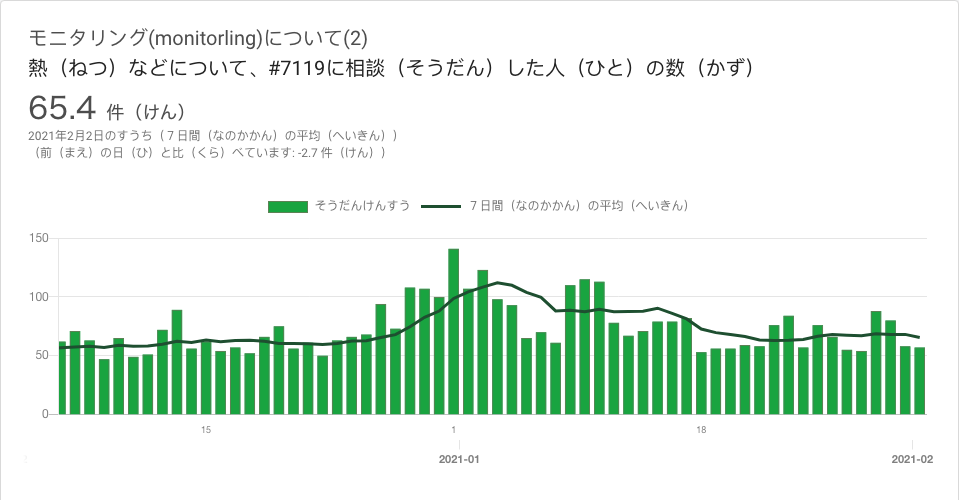 モニタリング(monitorling)について(2)
熱（ねつ）などについて、#7119に相談（そうだん）した人（ひと）の数（かず）
65.4 件（けん）
2021年2月2日のすうち（７日間（なのかかん）の平均（へいきん））
（前（まえ）の日（ひ）と比（くら）べています: -2.7 件（けん））
そうだんけんすう ７日間（なのかかん）の平均（へいきん）
150
100
50
0
15 1 18
2021-01 2021-02